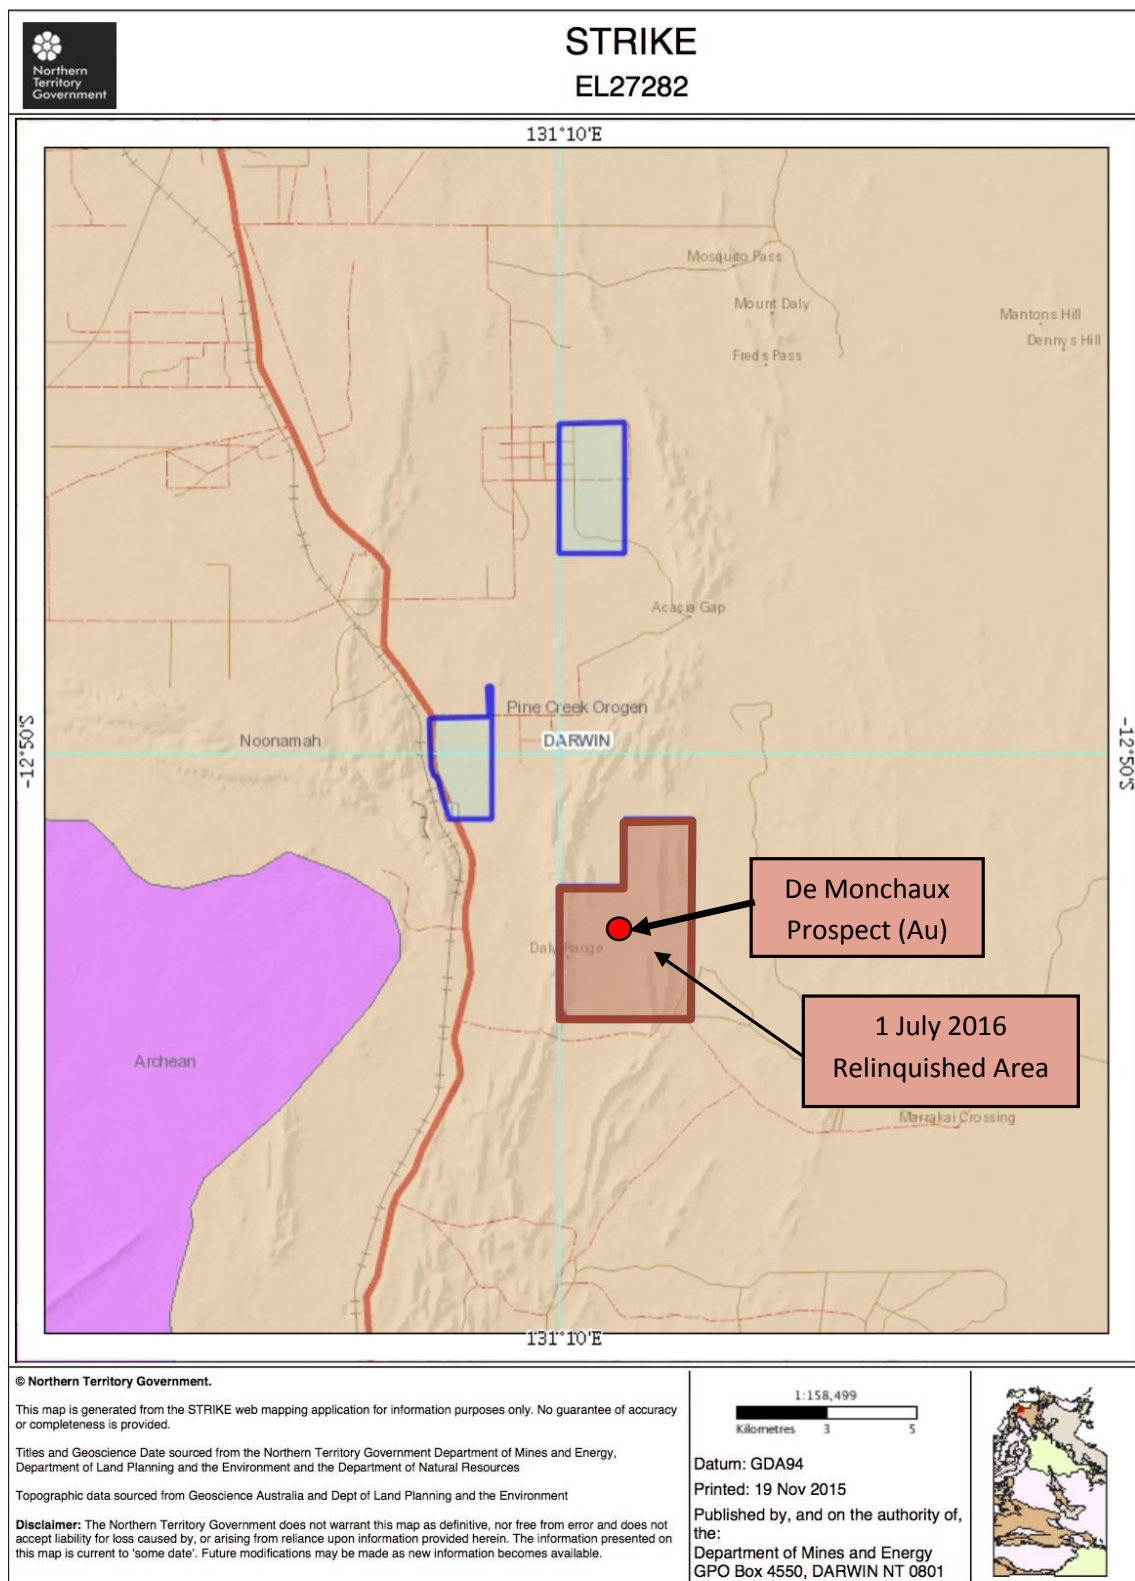 Northern
Territory
Government
STRIKE
EL27282
131°10'E
Mosquito Pass
Mount Daly
Mantons Hill
Dennys Hill
Freds Pass
Acacia Gap
Pine Creek Orogen
Noonamah
DARWIN
-12°50'S
-12°50'S
De Monchaux
Prospect (Au)
Daly Range
1 July 2016
Relinquished Area
Archean
Marrakai Crossing
131°10'E
© Northern Territory Government.
This map is generated from the STRIKE web mapping application for information purposes only. No guarantee of accuracy
or completeness is provided.
Titles and Geoscience Date sourced from the Northern Territory Government Department of Mines and Energy,
Department of Land Planning and the Environment and the Department of Natural Resources
Topographic data sourced from Geoscience Australia and Dept of Land Planning and the Environment
Disclaimer: The Northern Territory Government does not warrant this map as definitive, nor free from error and does not
accept liability for loss caused by, or arising from reliance upon information provided herein. The information presented on
this map is current to 'some date'. Future modifications may be made as new information becomes available.
1:158,499
Kilometres 3 5
Datum: GDA94
Printed: 19 Nov 2015
Published by, and on the authority of,
the:
Department of Mines and Energy
GPO Box 4550, DARWIN NT 0801